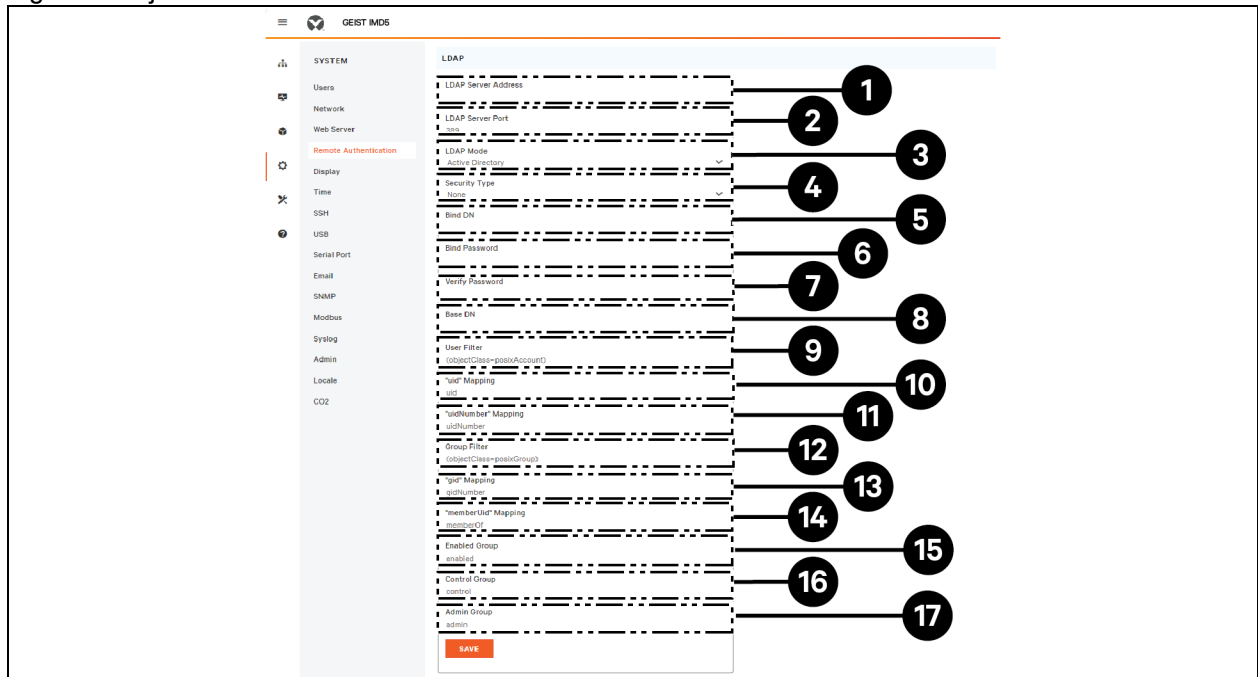 GEIST IMD5
SYSTEM
Users
Network
Web Server
Remote Authentication
Display
Time
SSH
USB
Serial Port
Email
SNMP
Modbus
Syslog
Admin
Locale
CO2
LDAP
LDAP Server Address
1
LDAP Server Port
389
2
LDAP Mode
Active Directory
3
Security Type
None
4
Bind DN
5
Bind Password
6
Verify Password
7
Base DN
8
User Filter
(objectClass=posixAccount)
9
"uid" Mapping
uid
10
"uidNumber" Mapping
uidNumber
11
Group Filter
(objectClass=posixGroup)
12
"gid" Mapping
gidNumber
13
"memberUid" Mapping
memberOf
14
Enabled Group
enabled
15
Control Group
control
16
Admin Group
admin
17
SAVE